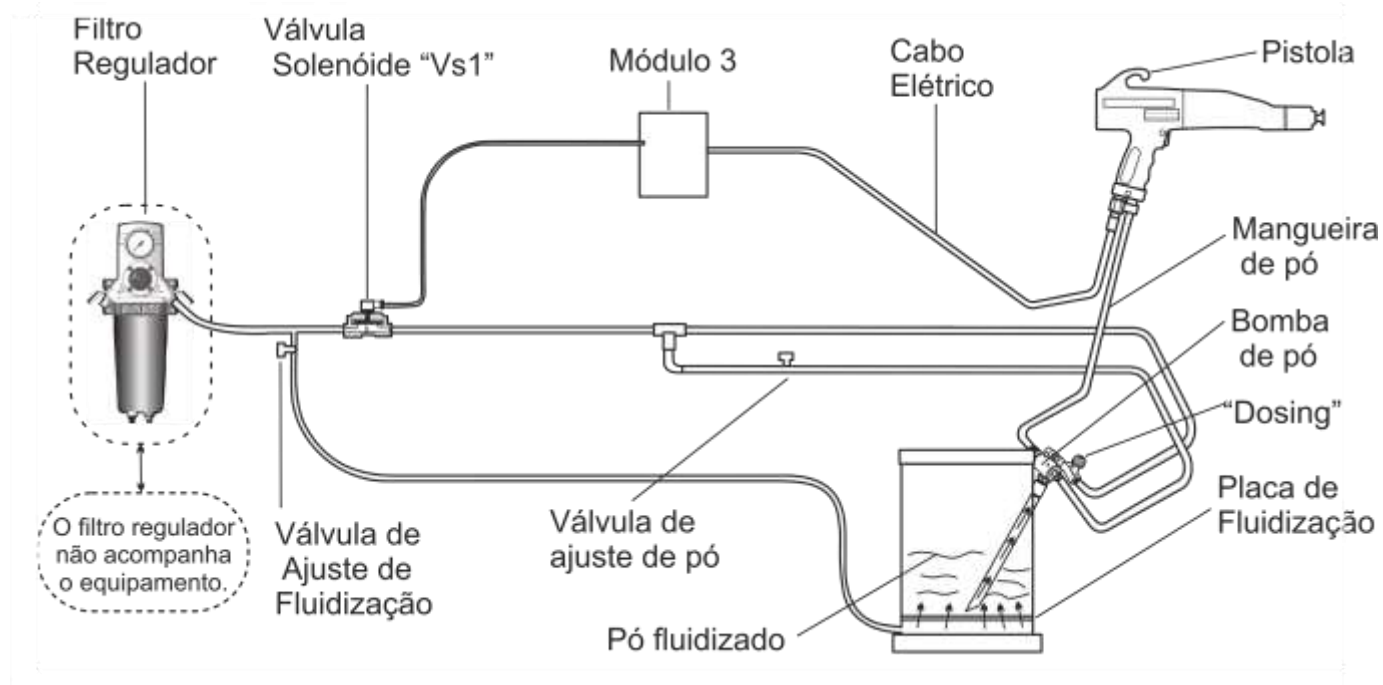 Filtro
Regulador
Válvula
Solenóide “Vs1”
Módulo 3
Cabo
Elétrico
Pistola
Mangueira
de pó
Bomba
de pó
“Dosing”
Placa de
Fluidização
O filtro regulador
não acompanha
o equipamento.
Válvula de
Ajuste de
Fluidização
Válvula de
ajuste de pó
Pó fluidizado